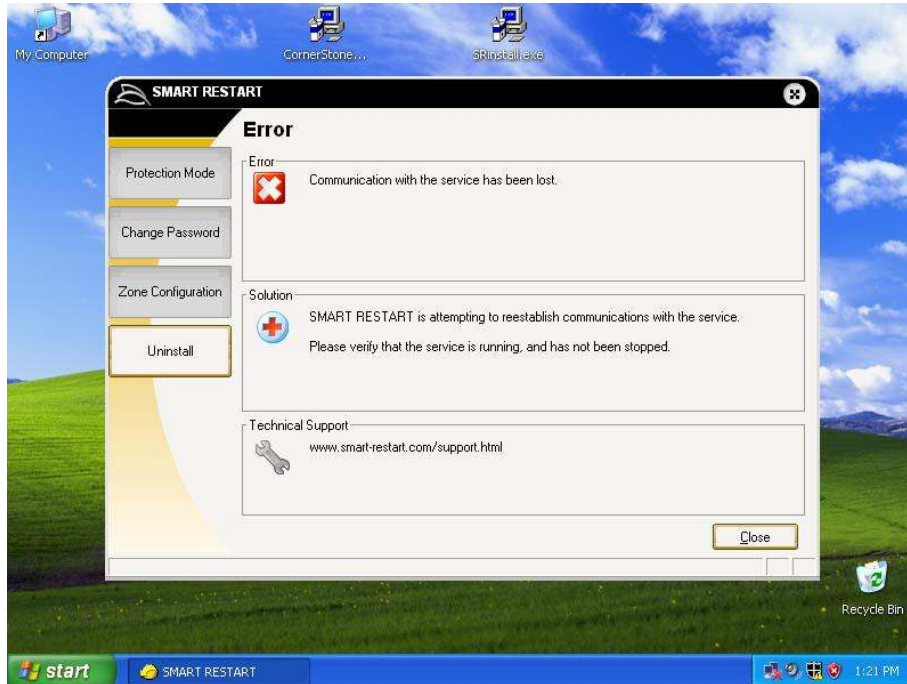 My Computer
CornerStone...
SRinstall.exe
SMART RESTART
Error
Protection Mode
Change Password
Zone Configuration
Uninstall
Error
Communication with the service has been lost.
Solution
SMART RESTART is attempting to reestablish communications with the service.
Please verify that the service is running, and has not been stopped.
Technical Support
www.smart-restart.com/support.html
Close
Recycle Bin
start
SMART RESTART
1:21 PM